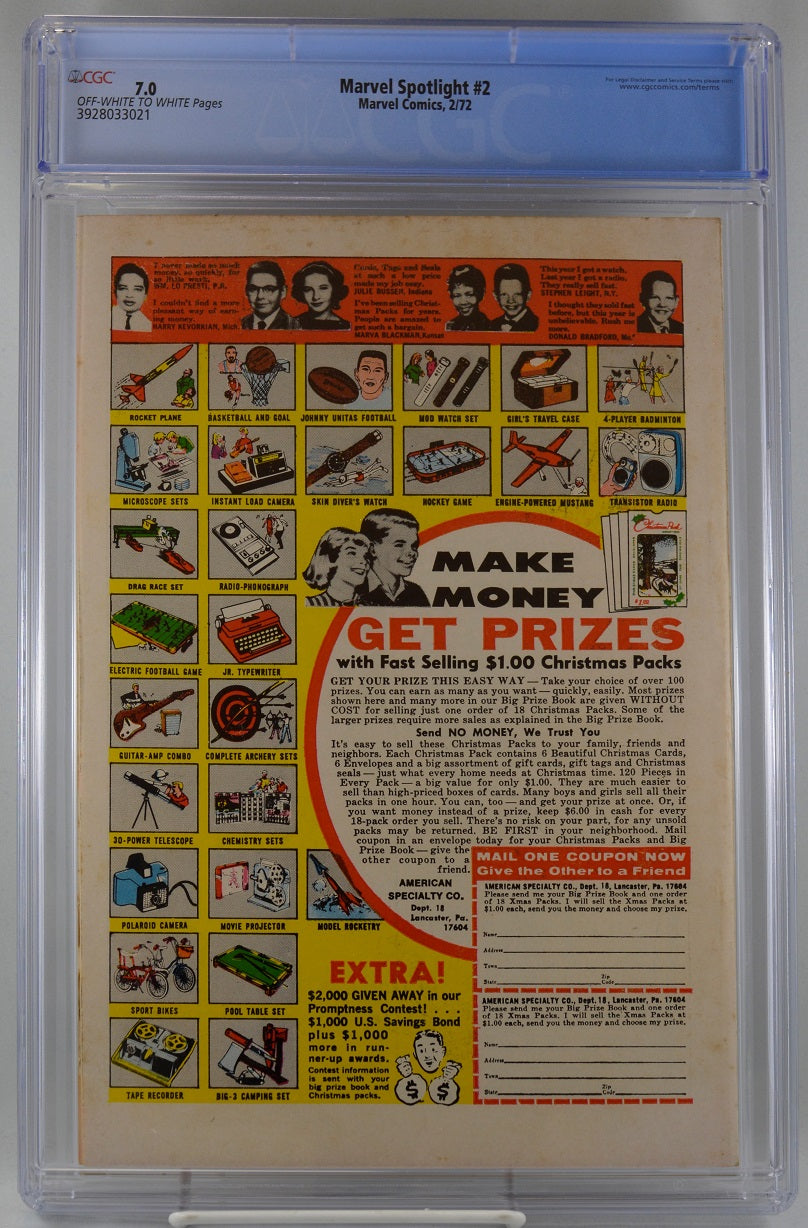 CGC
7.0
OFF-WHITE TO WHITE Pages
3928033021
Marvel Spotlight #2
Marvel Comics, 2/72
For Legal Disclaimer and Service Terms please visit:
www.cgccomics.com/terms
CGC
I never made so much
money, so quickly, for
so little work.
WM. LO PRESTI, P.R.
I couldn't find a more
pleasant way of earn-
ing money.
HARRY KEVORKIAN, Mich.
Cards, Tags and Seals
at such a low price
made my job easy.
JULIE BUSSEN, Indiana
I've been selling Christ-
mas Packs for years.
People are amazed to
get such a bargain.
MARVA BLACKMAN, Kansas
This year I got a watch.
Last year I got a radio.
They really sell fast.
STEPHEN LEIGHT, N.Y.
I thought they sold fast
before, but this year is
unbelievable. Rush me
more.
DONALD BRADFORD, Mo.
ROCKET PLANE
BASKETBALL AND GOAL
JOHNNY UNITAS FOOTBALL
MOD WATCH SET
GIRL'S TRAVEL CASE
4-PLAYER BADMINTON
MICROSCOPE SETS
INSTANT LOAD CAMERA
SKIN DIVER'S WATCH
HOCKEY GAME
ENGINE-POWERED MUSTANG
TRANSISTOR RADIO
DRAG RACE SET
RADIO-PHONOGRAPH
ELECTRIC FOOTBALL GAME
JR. TYPEWRITER
GUITAR-AMP COMBO
COMPLETE ARCHERY SETS
30-POWER TELESCOPE
CHEMISTRY SETS
POLAROID CAMERA
MOVIE PROJECTOR
MODEL ROCKETRY
SPORT BIKES
POOL TABLE SET
TAPE RECORDER
BIG-3 CAMPING SET
Christmas Pack
$1.00
MAKE
MONEY
GET PRIZES
with Fast Selling $1.00 Christmas Packs
GET YOUR PRIZE THIS EASY WAY — Take your choice of over 100
prizes. You can earn as many as you want — quickly, easily. Most prizes
shown here and many more in our Big Prize Book are given WITHOUT
COST for selling just one order of 18 Christmas Packs. Some of the
larger prizes require more sales as explained in the Big Prize Book.
Send NO MONEY, We Trust You
It's easy to sell these Christmas Packs to your family, friends and
neighbors. Each Christmas Pack contains 6 Beautiful Christmas Cards,
6 Envelopes and a big assortment of gift cards, gift tags and Christmas
seals — just what every home needs at Christmas time. 120 Pieces in
Every Pack — a big value for only $1.00. They are much easier to
sell than high-priced boxes of cards. Many boys and girls sell all their
packs in one hour. You can, too — and get your prize at once. Or, if
you want money instead of a prize, keep $6.00 in cash for every
18-pack order you sell. There's no risk on your part, for any unsold
packs may be returned. BE FIRST in your neighborhood. Mail
coupon in an envelope today for your Christmas Packs and Big
Prize Book — give the
other coupon to a
friend.
AMERICAN
SPECIALTY CO.
Dept. 18
Lancaster, Pa.
17604
EXTRA!
$2,000 GIVEN AWAY in our
Promptness Contest! . . .
$1,000 U.S. Savings Bond
plus $1,000
more in run-
ner-up awards.
Contest information
is sent with your
big prize book and
Christmas packs.
$ $
MAIL ONE COUPON NOW
Give the Other to a Friend
AMERICAN SPECIALTY CO., Dept. 18, Lancaster, Pa. 17604
Please send me your Big Prize Book and one order
of 18 Xmas Packs. I will sell the Xmas Packs at
$1.00 each, send you the money and choose my prize.
Name
Address
Town
State Zip Code
AMERICAN SPECIALTY CO., Dept. 18, Lancaster, Pa. 17604
Please send me your Big Prize Book and one order
of 18 Xmas Packs. I will sell the Xmas Packs at
$1.00 each, send you the money and choose my prize.
Name
Address
Town
State Zip Code